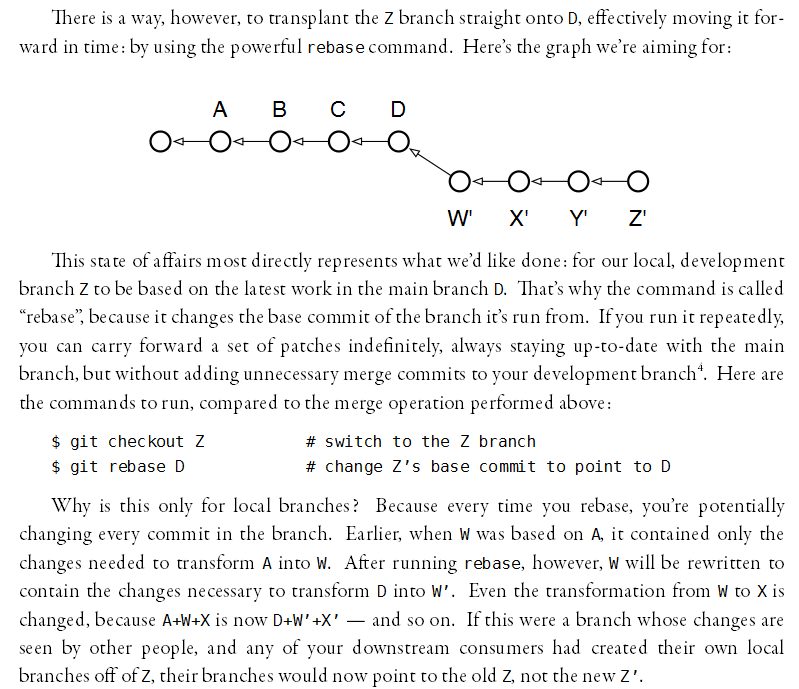 There is a way, however, to transplant the Z branch straight onto D, effectively moving it for-
ward in time: by using the powerful rebase command. Here's the graph we're aiming for:
A B C D
W' X' Y' Z'
This state of affairs most directly represents what we'd like done: for our local, development
branch Z to be based on the latest work in the main branch D. That's why the command is called
“rebase”, because it changes the base commit of the branch it's run from. If you run it repeatedly,
you can carry forward a set of patches indefinitely, always staying up-to-date with the main
branch, but without adding unnecessary merge commits to your development branch⁴. Here are
the commands to run, compared to the merge operation performed above:
$ git checkout Z # switch to the Z branch
$ git rebase D # change Z's base commit to point to D
Why is this only for local branches? Because every time you rebase, you're potentially
changing every commit in the branch. Earlier, when W was based on A, it contained only the
changes needed to transform A into W. After running rebase, however, W will be rewritten to
contain the changes necessary to transform D into W'. Even the transformation from W to X is
changed, because A+W+X is now D+W'+X' — and so on. If this were a branch whose changes are
seen by other people, and any of your downstream consumers had created their own local
branches off of Z, their branches would now point to the old Z, not the new Z'.